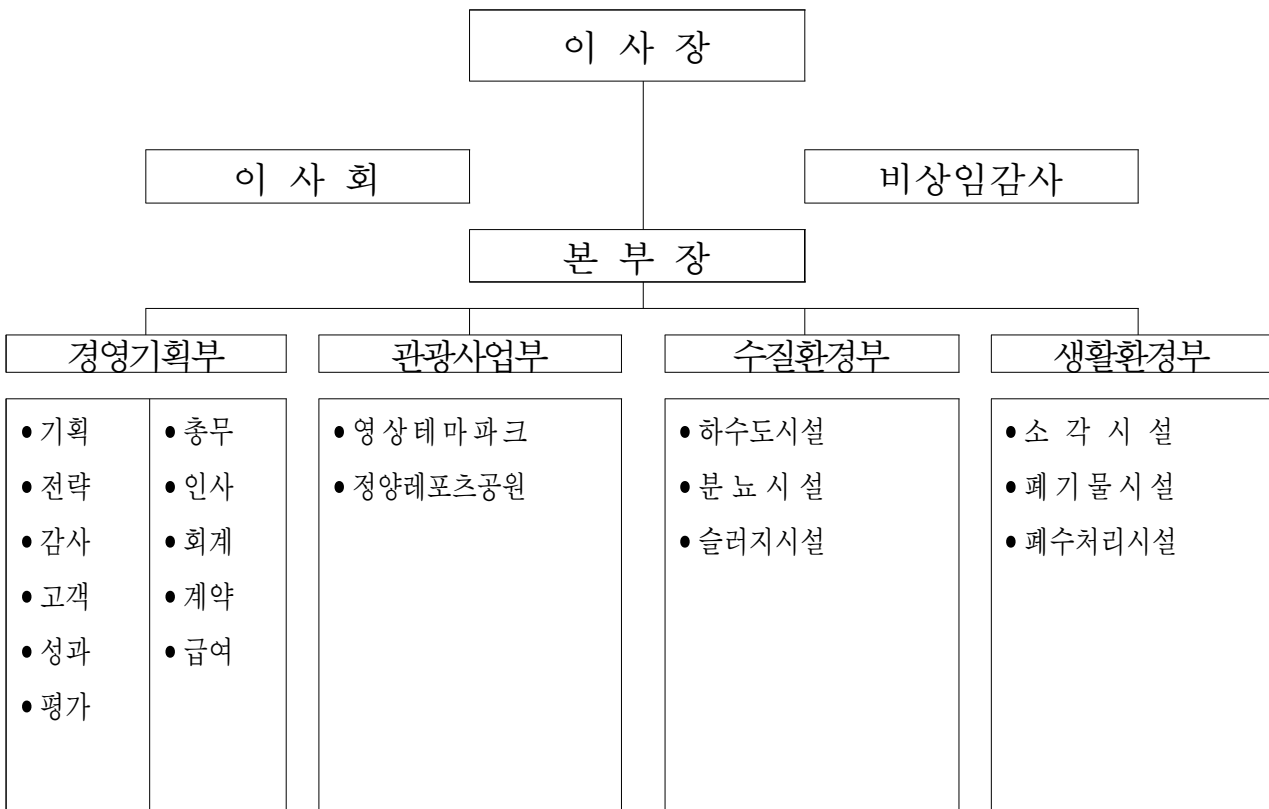 이 사 장
이 사 회
비상임감사
본 부 장
경영기획부
관광사업부
수질환경부
생활환경부
• 기획
• 전략
• 감사
• 고객
• 성과
• 평가
• 총무
• 인사
• 회계
• 계약
• 급여
• 영상테마파크
• 정양레포츠공원
• 하수도시설
• 분뇨시설
• 슬러지시설
• 소각시설
• 폐기물시설
• 폐수처리시설